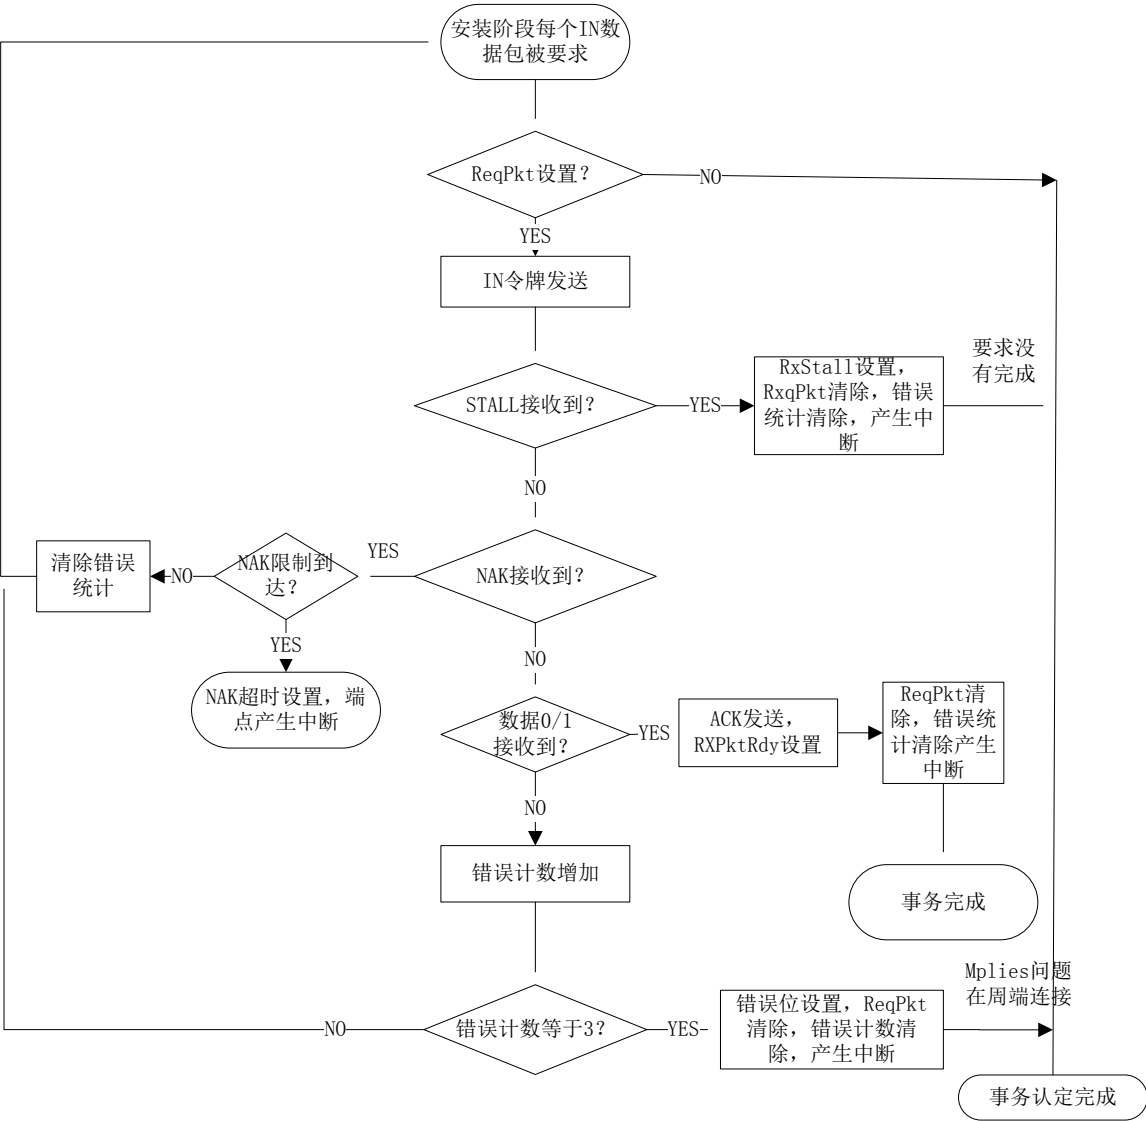 安装阶段每个IN数
据包被要求
ReqPkt设置?
NO
YES
IN令牌发送
STALL接收到?
YES
RxStall设置,
RxqPkt清除, 错误
统计清除, 产生中
断
要求没
有完成
NO
NAK接收到?
YES
NAK限制到
达?
NO
清除错误
统计
YES
NAK超时设置, 端
点产生中断
NO
数据0/1
接收到?
YES
ACK发送,
RXPktRdy设置
ReqPkt清
除, 错误统
计清除产生
中断
NO
错误计数增加
事务完成
错误计数等于3?
NO
YES
错误位设置, ReqPkt
清除, 错误计数清
除, 产生中断
Mplies问题
在周端连接
事务认定完成